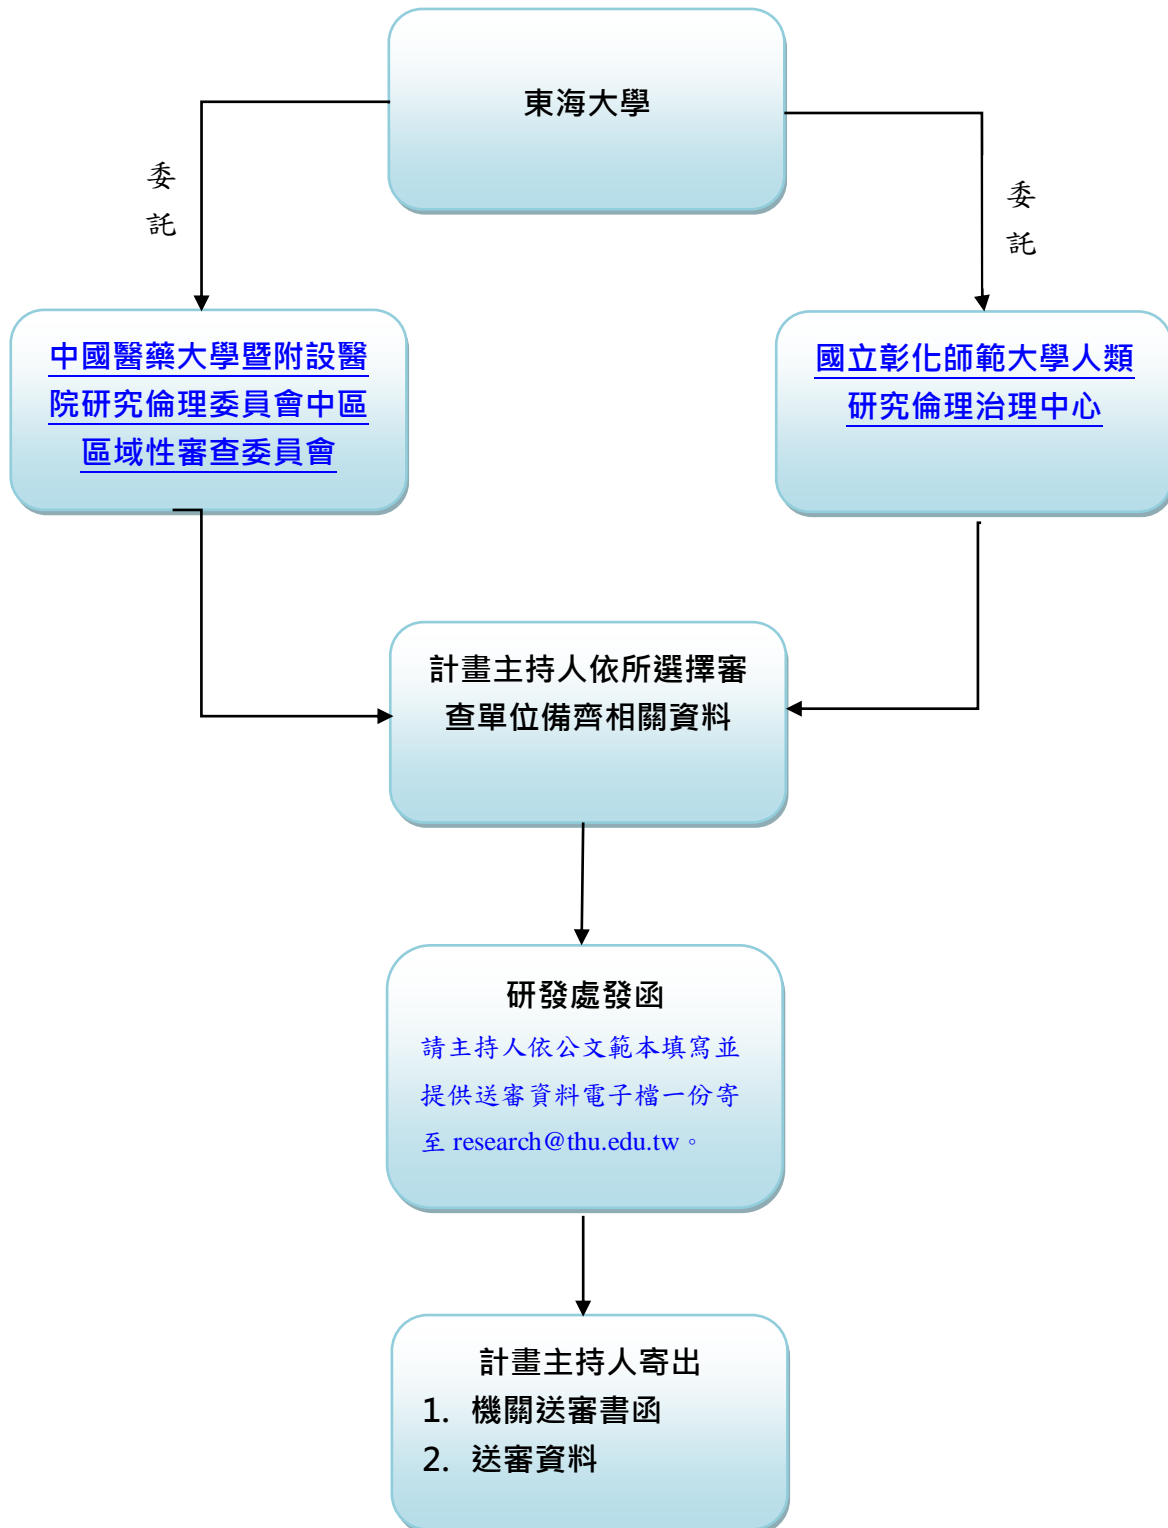 東海大學
委
託
委
託
中國醫藥大學暨附設醫
院研究倫理委員會中區
區域性審查委員會
國立彰化師範大學人類
研究倫理治理中心
計畫主持人依所選擇審
查單位備齊相關資料
研發處發函
請主持人依公文範本填寫並
提供送審資料電子檔一份寄
至 research@thu.edu.tw。
計畫主持人寄出
1. 機關送審書函
2. 送審資料